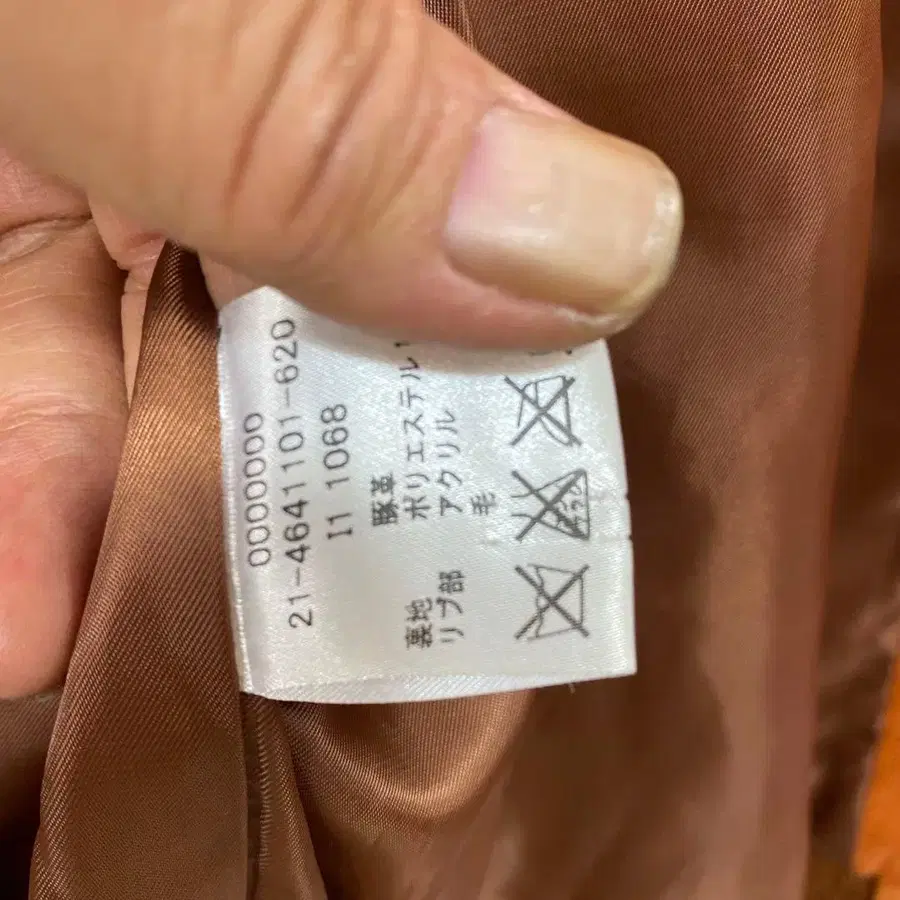 0000000
21-4641101-620
I1 1068
豚革
裏地 ポリエステル
リブ部 アクリル
毛